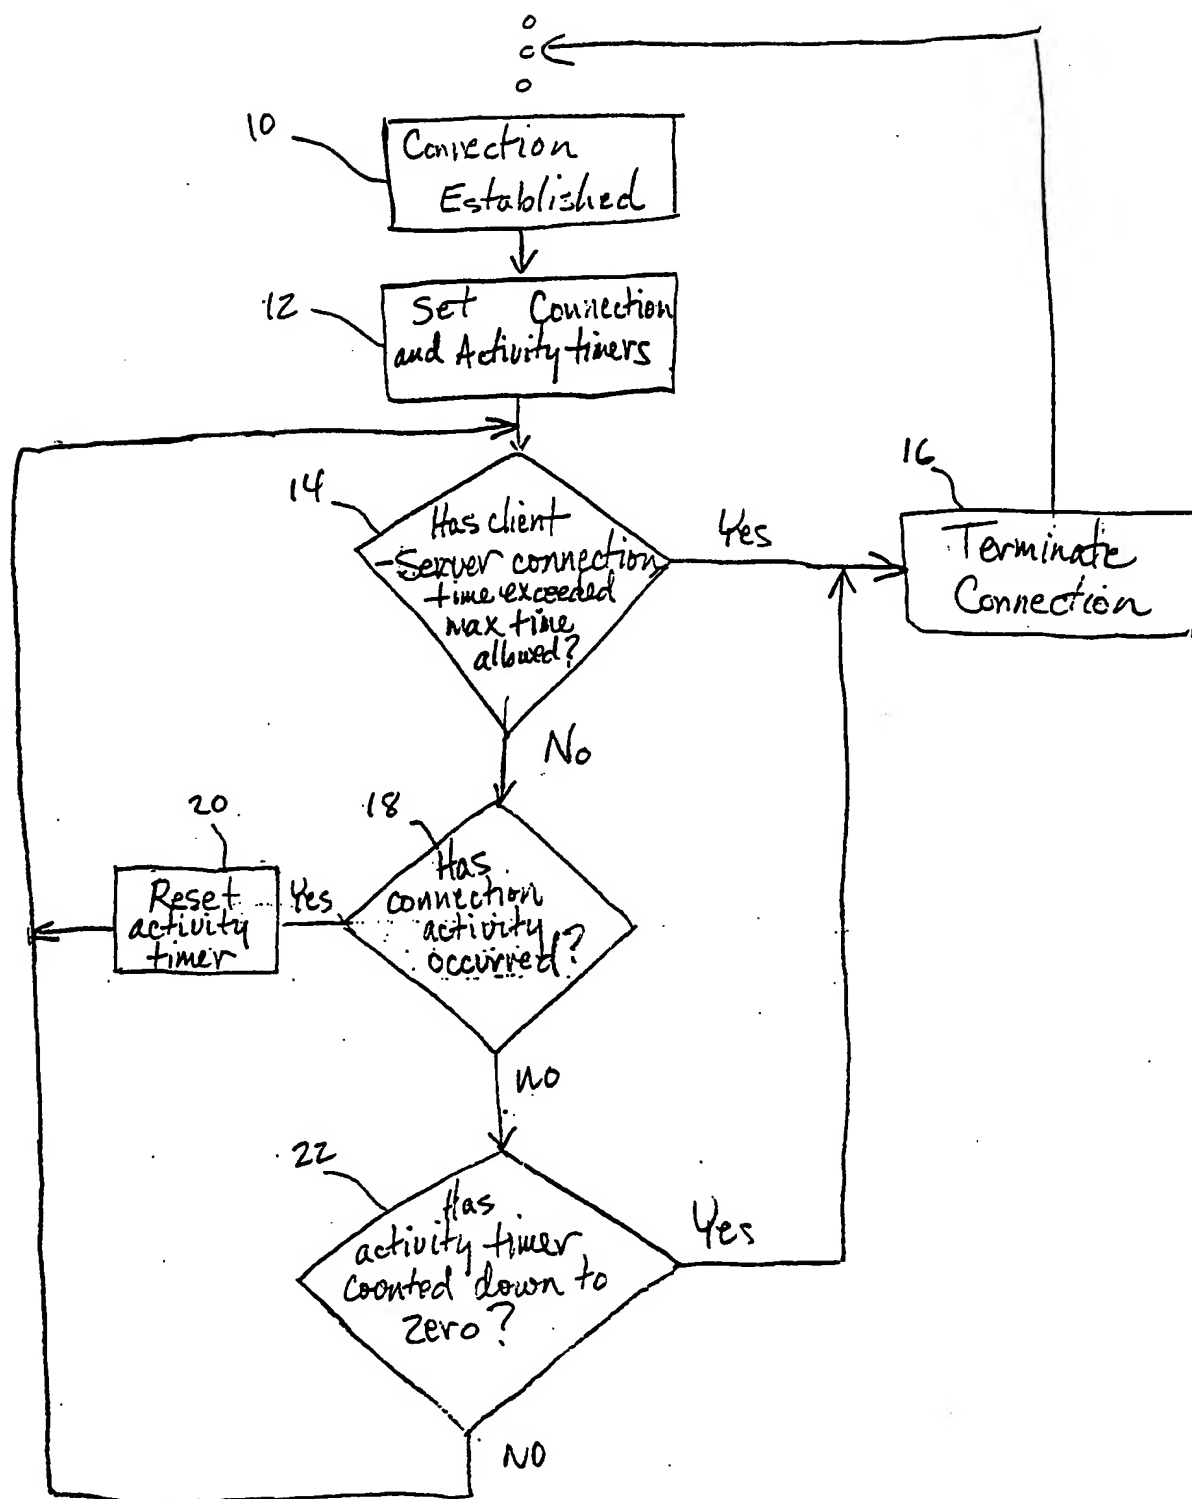 10
Connection
Established
12
Set Connection
and Activity timers
14
Has client
-Server connection
time exceeded
max time
allowed?
Yes
16
Terminate
Connection
No
18
Has
connection
activity
occurred?
Yes
20
Reset
activity
timer
no
22
Has
activity timer
counted down to
zero?
Yes
NO